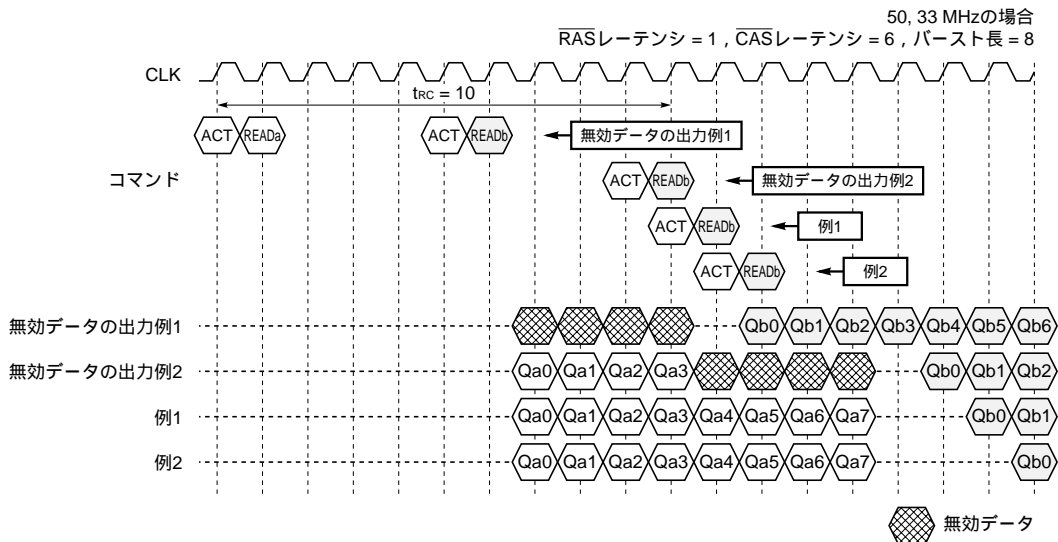 50, 33 MHzの場合
RASレーテンシ = 1 , CASレーテンシ = 6 , バースト長 = 8
CLK
tRC = 10
ACT READa ACT READb 無効データの出力例1
コマンド ACT READb 無効データの出力例2
ACT READb 例1
ACT READb 例2
無効データの出力例1 Qb0 Qb1 Qb2 Qb3 Qb4 Qb5 Qb6
無効データの出力例2 Qa0 Qa1 Qa2 Qa3 Qb0 Qb1 Qb2
例1 Qa0 Qa1 Qa2 Qa3 Qa4 Qa5 Qa6 Qa7 Qb0 Qb1
例2 Qa0 Qa1 Qa2 Qa3 Qa4 Qa5 Qa6 Qa7 Qb0
無効データ